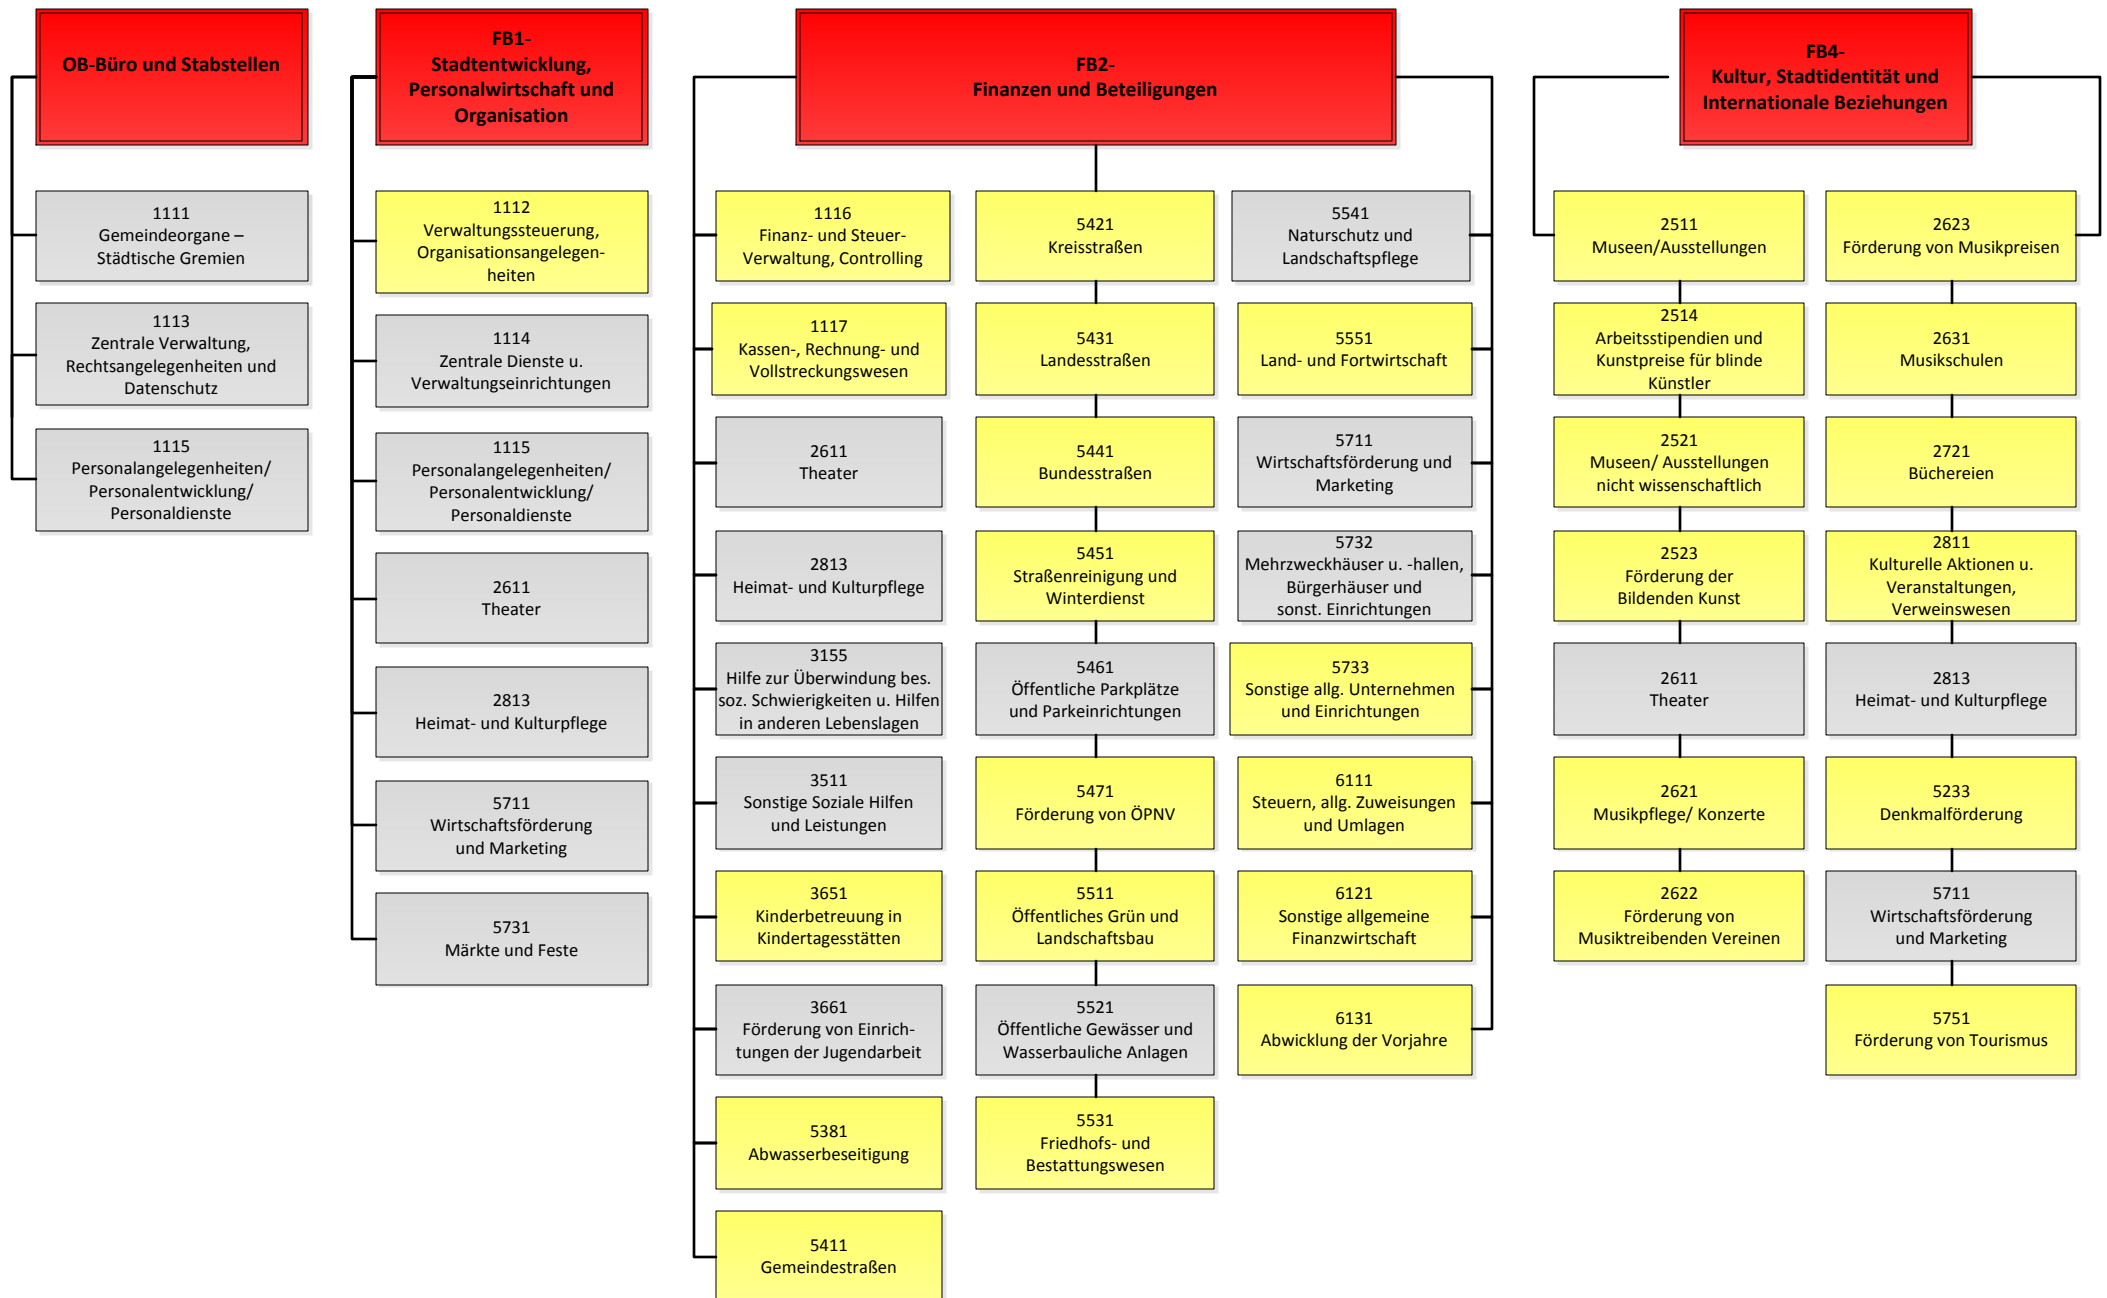 OB-Büro und Stabstellen
1111
Gemeindeorgane –
Städtische Gremien
1113
Zentrale Verwaltung,
Rechtsangelegenheiten und
Datenschutz
1115
Personalangelegenheiten/
Personalentwicklung/
Personaldienste
FB1-
Stadtentwicklung,
Personalwirtschaft und
Organisation
1112
Verwaltungssteuerung,
Organisationsangelegen-
heiten
1114
Zentrale Dienste u.
Verwaltungseinrichtungen
1115
Personalangelegenheiten/
Personalentwicklung/
Personaldienste
2611
Theater
2813
Heimat- und Kulturpflege
5711
Wirtschaftsförderung
und Marketing
5731
Märkte und Feste
FB2-
Finanzen und Beteiligungen
1116
Finanz- und Steuer-
Verwaltung, Controlling
1117
Kassen-, Rechnung- und
Vollstreckungswesen
2611
Theater
2813
Heimat- und Kulturpflege
3155
Hilfe zur Überwindung bes.
soz. Schwierigkeiten u. Hilfen
in anderen Lebenslagen
3511
Sonstige Soziale Hilfen
und Leistungen
3651
Kinderbetreuung in
Kindertagesstätten
3661
Förderung von Einrich-
tungen der Jugendarbeit
5381
Abwasserbeseitigung
5411
Gemeindestraßen
5421
Kreisstraßen
5431
Landesstraßen
5441
Bundesstraßen
5451
Straßenreinigung und
Winterdienst
5461
Öffentliche Parkplätze
und Parkeinrichtungen
5471
Förderung von ÖPNV
5511
Öffentliches Grün und
Landschaftsbau
5521
Öffentliche Gewässer und
Wasserbauliche Anlagen
5531
Friedhofs- und
Bestattungswesen
5541
Naturschutz und
Landschaftspflege
5551
Land- und Fortwirtschaft
5711
Wirtschaftsförderung und
Marketing
5732
Mehrzweckhäuser u. -hallen,
Bürgerhäuser und
sonst. Einrichtungen
5733
Sonstige allg. Unternehmen
und Einrichtungen
6111
Steuern, allg. Zuweisungen
und Umlagen
6121
Sonstige allgemeine
Finanzwirtschaft
6131
Abwicklung der Vorjahre
FB4-
Kultur, Stadtidentität und
Internationale Beziehungen
2511
Museen/Ausstellungen
2514
Arbeitsstipendien und
Kunstpreise für blinde
Künstler
2521
Museen/ Ausstellungen
nicht wissenschaftlich
2523
Förderung der
Bildenden Kunst
2611
Theater
2621
Musikpflege/ Konzerte
2622
Förderung von
Musiktreibenden Vereinen
2623
Förderung von Musikpreisen
2631
Musikschulen
2721
Büchereien
2811
Kulturelle Aktionen u.
Veranstaltungen,
Verweinswesen
2813
Heimat- und Kulturpflege
5233
Denkmalförderung
5711
Wirtschaftsförderung
und Marketing
5751
Förderung von Tourismus